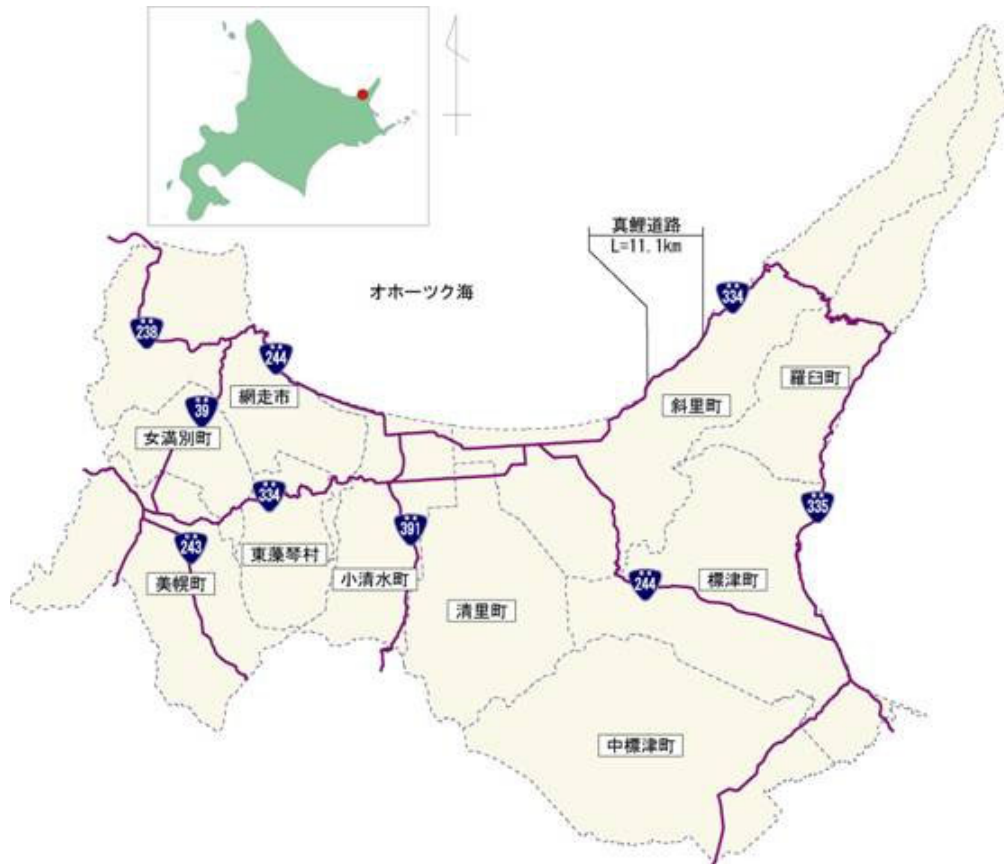 真鯉道路
L=11.1km
オホーツク海
334
238
244
羅臼町
網走市
斜里町
39
女満別町
334
335
391
243
東藻琴村
小清水町
244
標津町
美幌町
清里町
中標津町